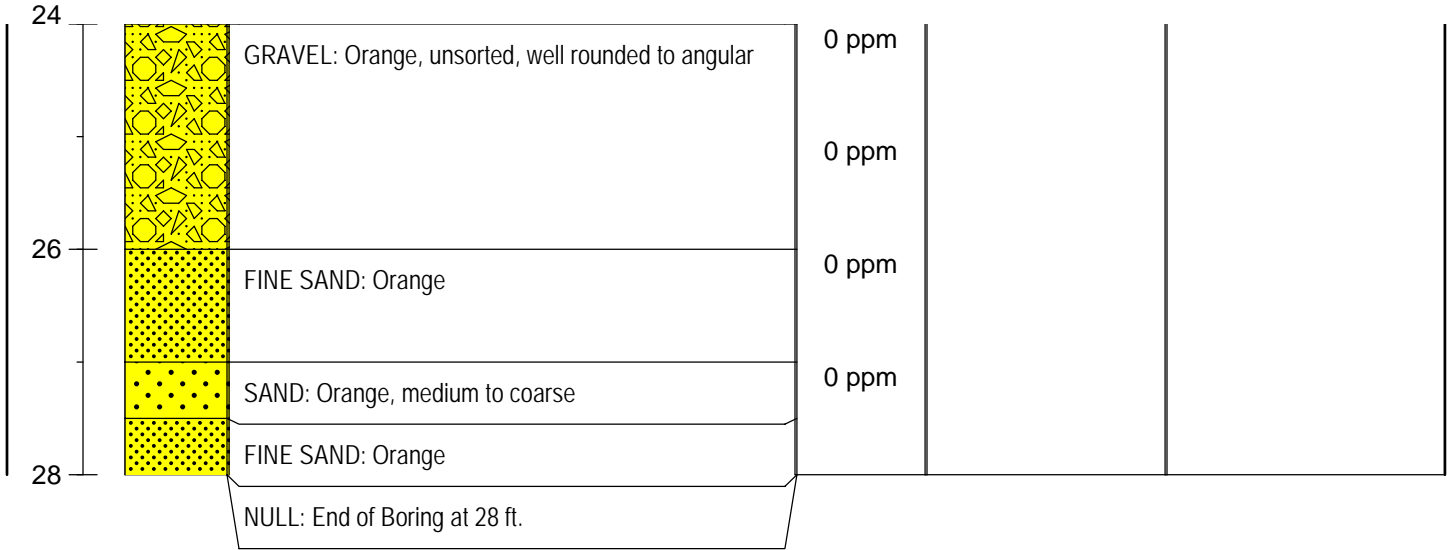 24
GRAVEL: Orange, unsorted, well rounded to angular
0 ppm
0 ppm
26
FINE SAND: Orange
0 ppm
SAND: Orange, medium to coarse
0 ppm
FINE SAND: Orange
28
NULL: End of Boring at 28 ft.